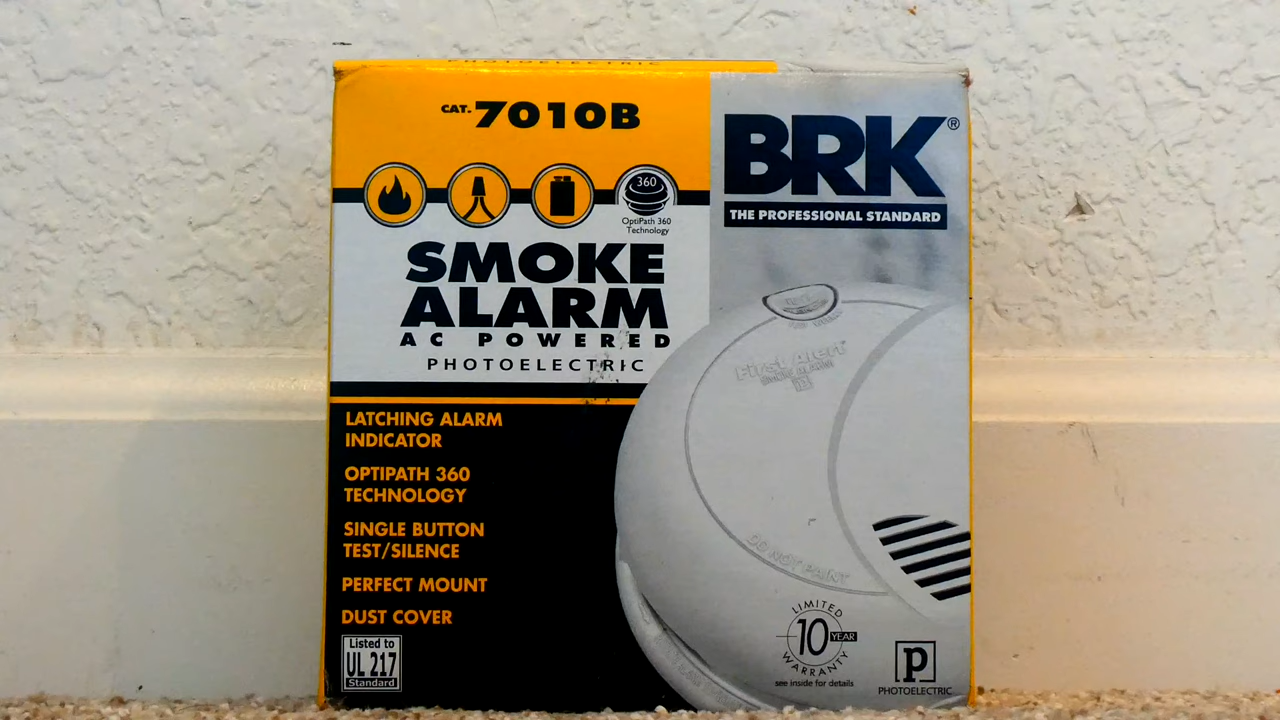 PHOTOELECTRIC
CAT. 7010B
BRK®
THE PROFESSIONAL STANDARD
360
OptiPath 360
Technology
SMOKE
ALARM
AC POWERED
PHOTOELECTRIC
First Alert
LATCHING ALARM
INDICATOR
OPTIPATH 360
TECHNOLOGY
SINGLE BUTTON
TEST/SILENCE
PERFECT MOUNT
DUST COVER
Listed to
UL 217
Standard
DO NOT PAINT
LIMITED
10 YEAR
WARRANTY
see inside for details
P
PHOTOELECTRIC